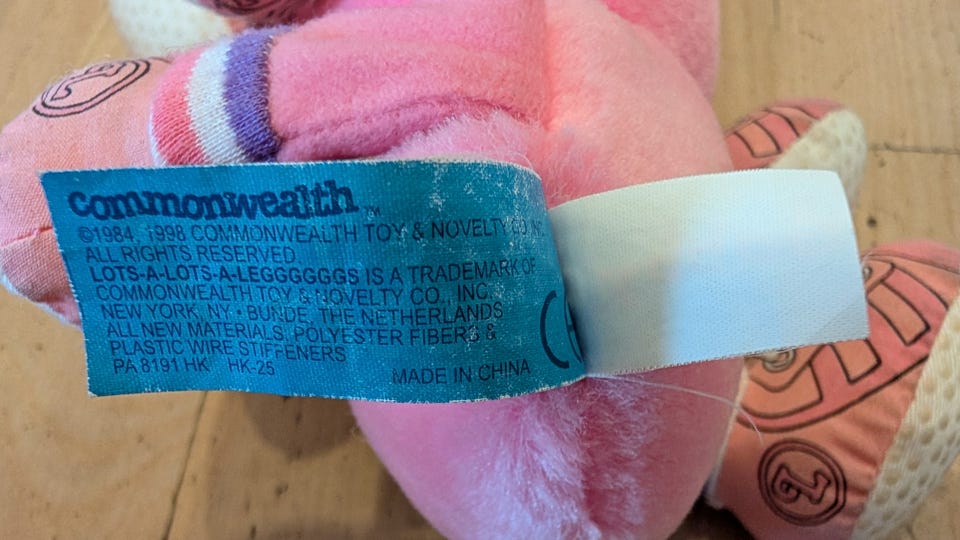 commonwealth™
©1984, 1998 COMMONWEALTH TOY & NOVELTY CO. INC.
ALL RIGHTS RESERVED.
LOTS-A-LOTS-A-LEGGGGGGS IS A TRADEMARK OF
COMMONWEALTH TOY & NOVELTY CO., INC.
NEW YORK, NY • BUNDE, THE NETHERLANDS
ALL NEW MATERIALS, POLYESTER FIBERS &
PLASTIC WIRE STIFFENERS
PA 8191 HK HK-25
MADE IN CHINA
CE
L